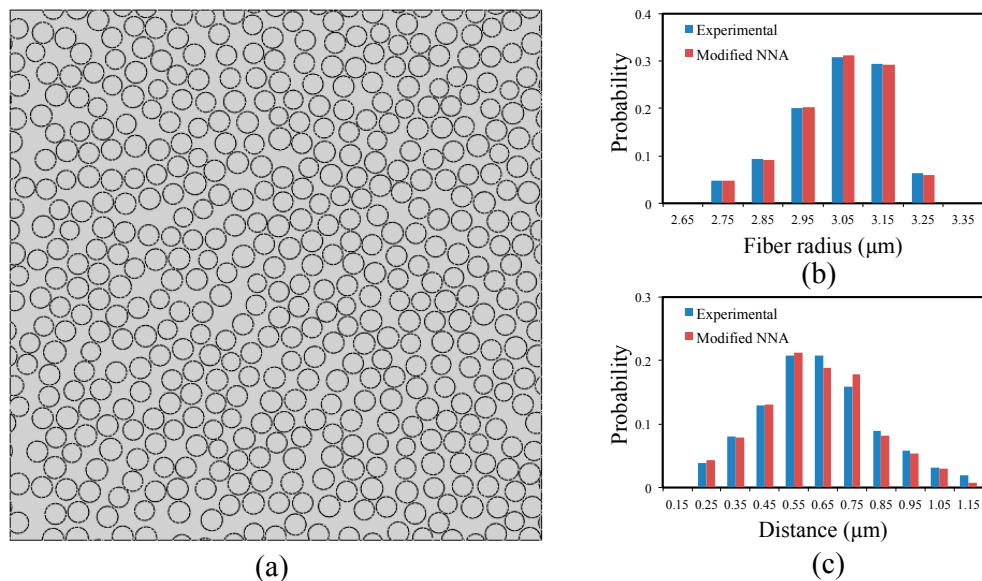 (a)
0.4
0.3
0.2
0.1
0
Probability
Experimental
Modified NNA
2.65 2.75 2.85 2.95 3.05 3.15 3.25 3.35
Fiber radius (μm)
(b)
0.3
0.2
0.1
0
Probability
Experimental
Modified NNA
0.15 0.25 0.35 0.45 0.55 0.65 0.75 0.85 0.95 1.05 1.15
Distance (μm)
(c)